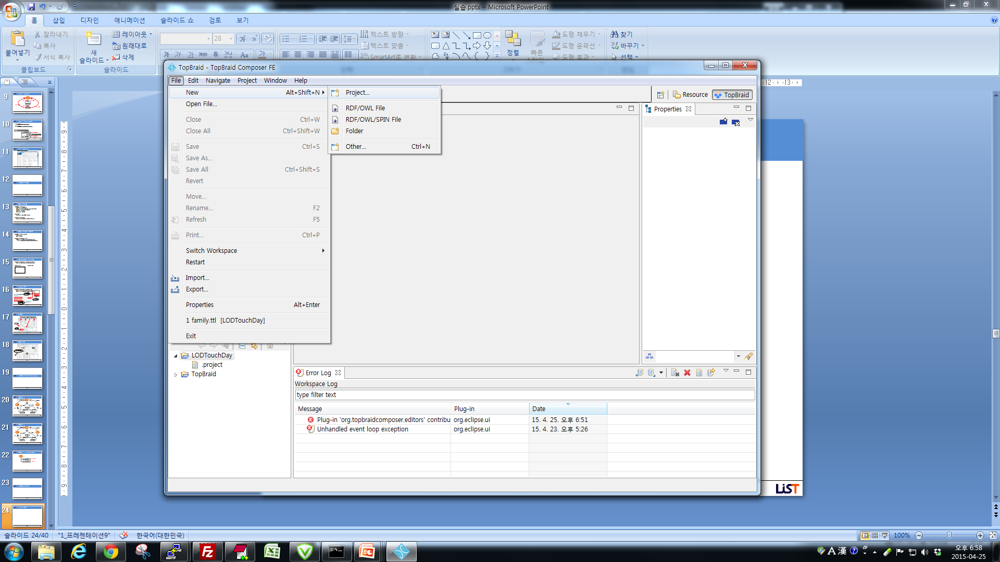 실습.pptx - Microsoft PowerPoint
홈 삽입 디자인 애니메이션 슬라이드 쇼 검토 보기
붙여넣기
잘라내기
복사
서식 복사
클립보드
새 슬라이드
레이아웃
원래대로
삭제
슬라이드
28
텍스트 방향
텍스트 맞춤
SmartArt로 변환
정렬
빠른
도형 채우기
도형 윤곽선
도형 효과
찾기
바꾸기
선택
TopBraid - TopBraid Composer FE
File Edit Navigate Project Window Help
New Alt+Shift+N
Open File...
Close Ctrl+W
Close All Ctrl+Shift+W
Save Ctrl+S
Save As...
Save All Ctrl+Shift+S
Revert
Move...
Rename... F2
Refresh F5
Print... Ctrl+P
Switch Workspace
Restart
Import...
Export...
Properties Alt+Enter
1 family.ttl [LODTouchDay]
Exit
Project...
RDF/OWL File
RDF/OWL/SPIN File
Folder
Other... Ctrl+N
Resource TopBraid
Properties
LODTouchDay
.project
TopBraid
Error Log
Workspace Log
type filter text
Message Plug-in Date
Plug-in 'org.topbraidcomposer.editors' contribu org.eclipse.ui 15. 4. 25. 오후 6:51
Unhandled event loop exception org.eclipse.ui 15. 4. 23. 오후 5:26
9
10
11
12
13
14
15
16
17
18
19
20
21
22
23
24
LiST
슬라이드 24/40 "1_프레젠테이션9" 한국어(대한민국) 100%
A 漢
오후 6:58
2015-04-25